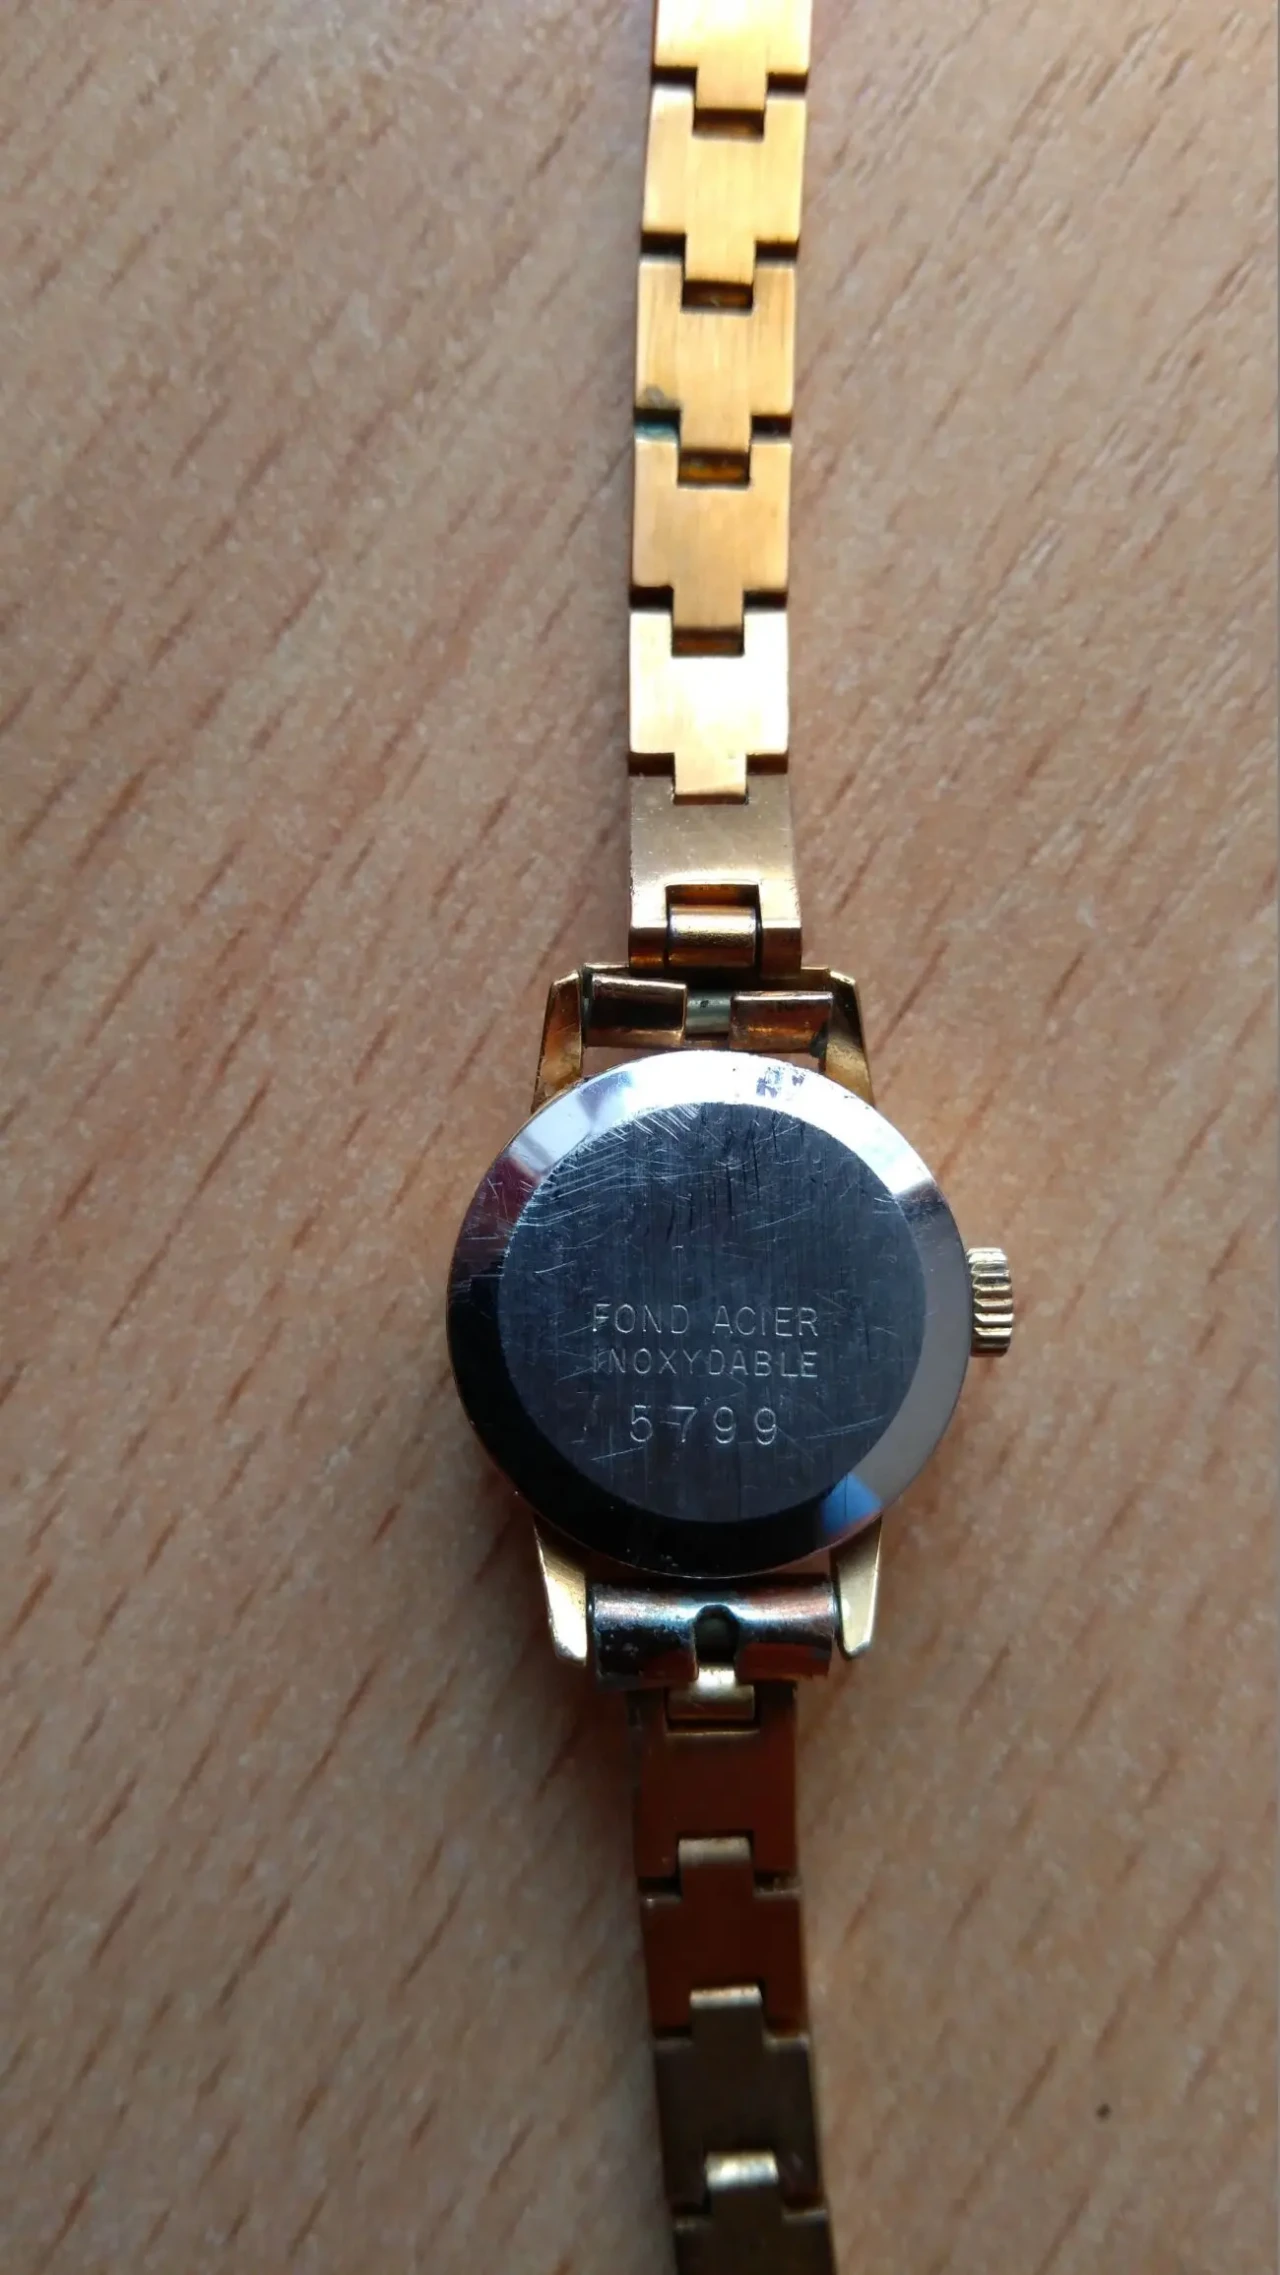 FOND ACIER
INOXYDABLE
5799